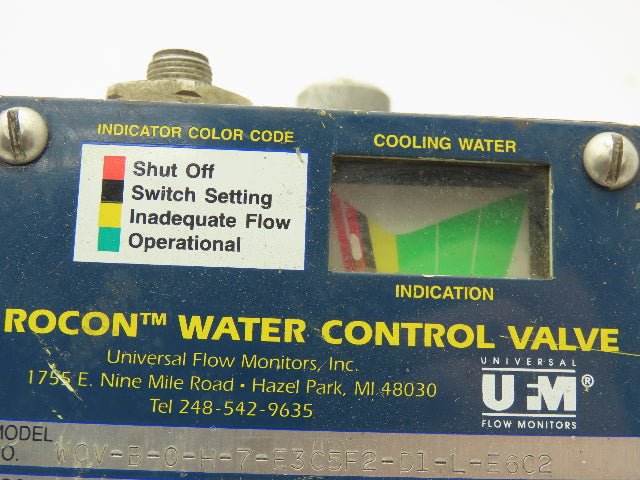 INDICATOR COLOR CODE
Shut Off
Switch Setting
Inadequate Flow
Operational
COOLING WATER
INDICATION
ROCON™ WATER CONTROL VALVE
Universal Flow Monitors, Inc.
1755 E. Nine Mile Road • Hazel Park, MI 48030
Tel 248-542-9635
UNIVERSAL
UFM®
FLOW MONITORS
MODEL
NO. WCV-B-O-H-7-E3C5F2-D1-L-E6C2